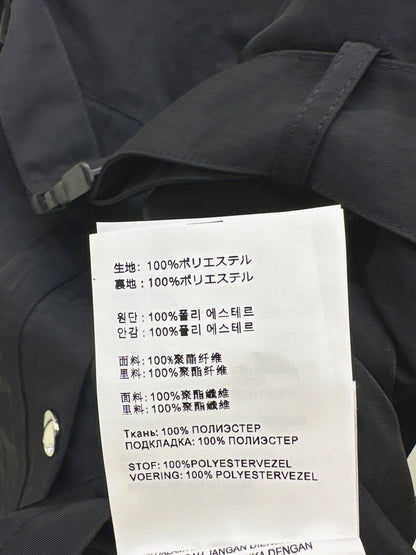 生地: 100%ポリエステル
裏地: 100%ポリエステル
원단: 100%폴리 에스테르
안감: 100%폴리 에스테르
面料: 100%聚酯纤维
里料: 100%聚酯纤维
面料: 100%聚酯纖維
里料: 100%聚酯纖維
Ткань: 100% ПОЛИЭСТЕР
ПОДКЛАДКА: 100% ПОЛИЭСТЕР
STOF: 100%POLYESTERVEZEL
VOERING: 100%POLYESTERVEZEL
JANGAN
DENGAN